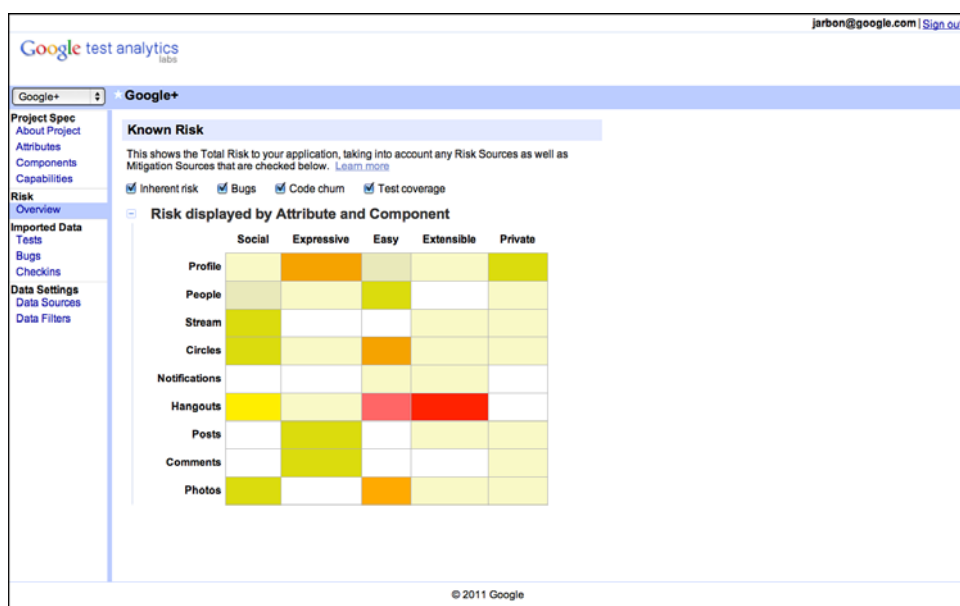 jarbon@google.com | Sign out
Google test analytics
labs
Google+
Google+
Project Spec
About Project
Attributes
Components
Capabilities
Risk
Overview
Imported Data
Tests
Bugs
Checkins
Data Settings
Data Sources
Data Filters
Known Risk
This shows the Total Risk to your application, taking into account any Risk Sources as well as
Mitigation Sources that are checked below. Learn more
Inherent risk Bugs Code churn Test coverage
Risk displayed by Attribute and Component
Social Expressive Easy Extensible Private
Profile
People
Stream
Circles
Notifications
Hangouts
Posts
Comments
Photos
© 2011 Google